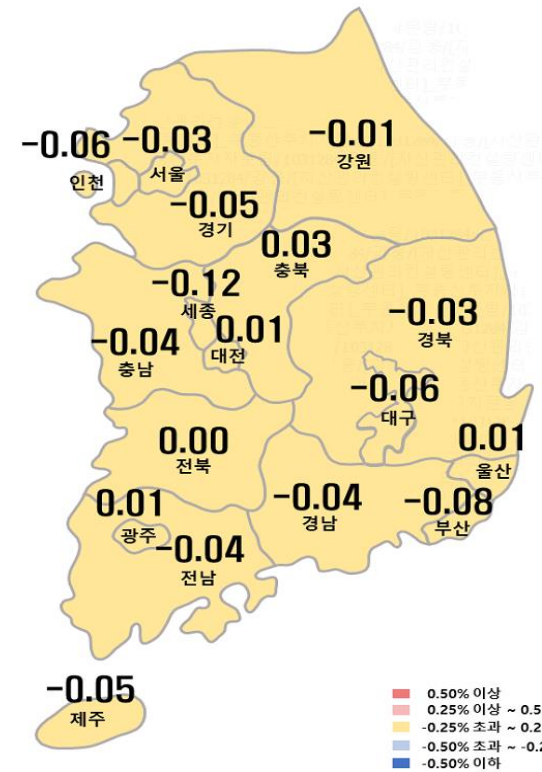 -0.06
인천
-0.03
서울
-0.01
강원
-0.05
경기
0.03
충북
-0.12
세종
-0.04
충남
0.01
대전
-0.03
경북
-0.06
대구
0.00
전북
0.01
울산
-0.04
경남
-0.08
부산
0.01
광주
-0.04
전남
-0.05
제주
0.50% 이상
0.25% 이상 ~ 0.5
-0.25% 초과 ~ 0.2
-0.50% 초과 ~ -0.2
-0.50% 이하